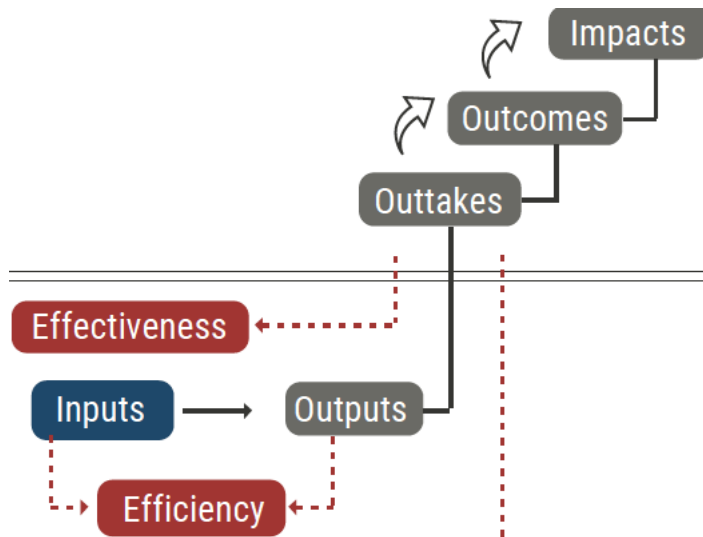 Impacts
Outcomes
Outtakes
Effectiveness
Inputs
Outputs
Efficiency